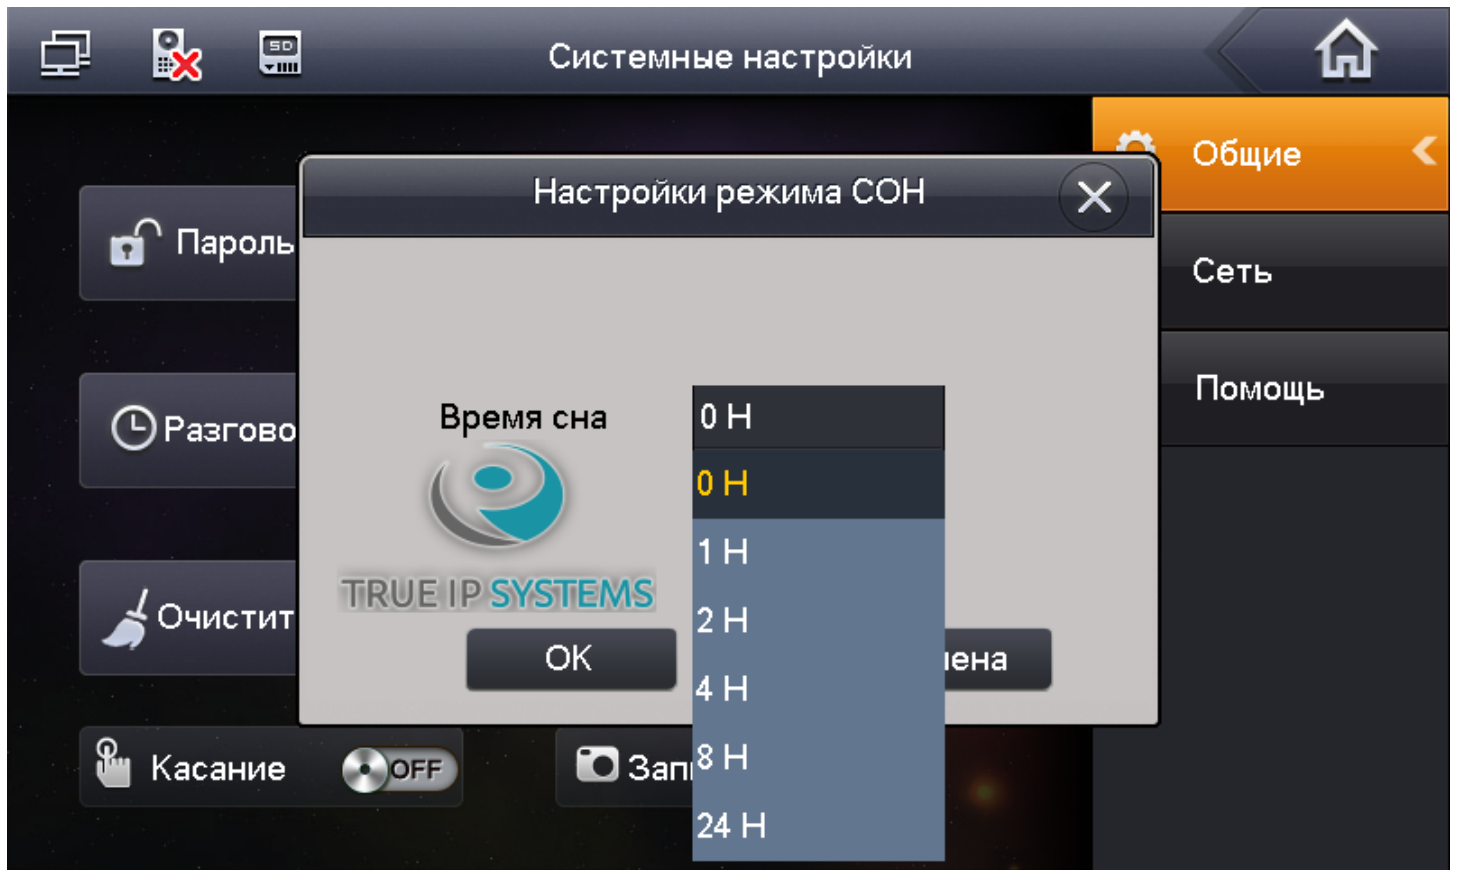 SD
Системные настройки
Общие
Настройки режима СОН
Пароль
Сеть
Помощь
Время сна
0 H
Разгово
0 H
1 H
TRUE IP SYSTEMS
2 H
Очистит
OK
ена
4 H
8 H
Касание
OFF
Зап
24 H